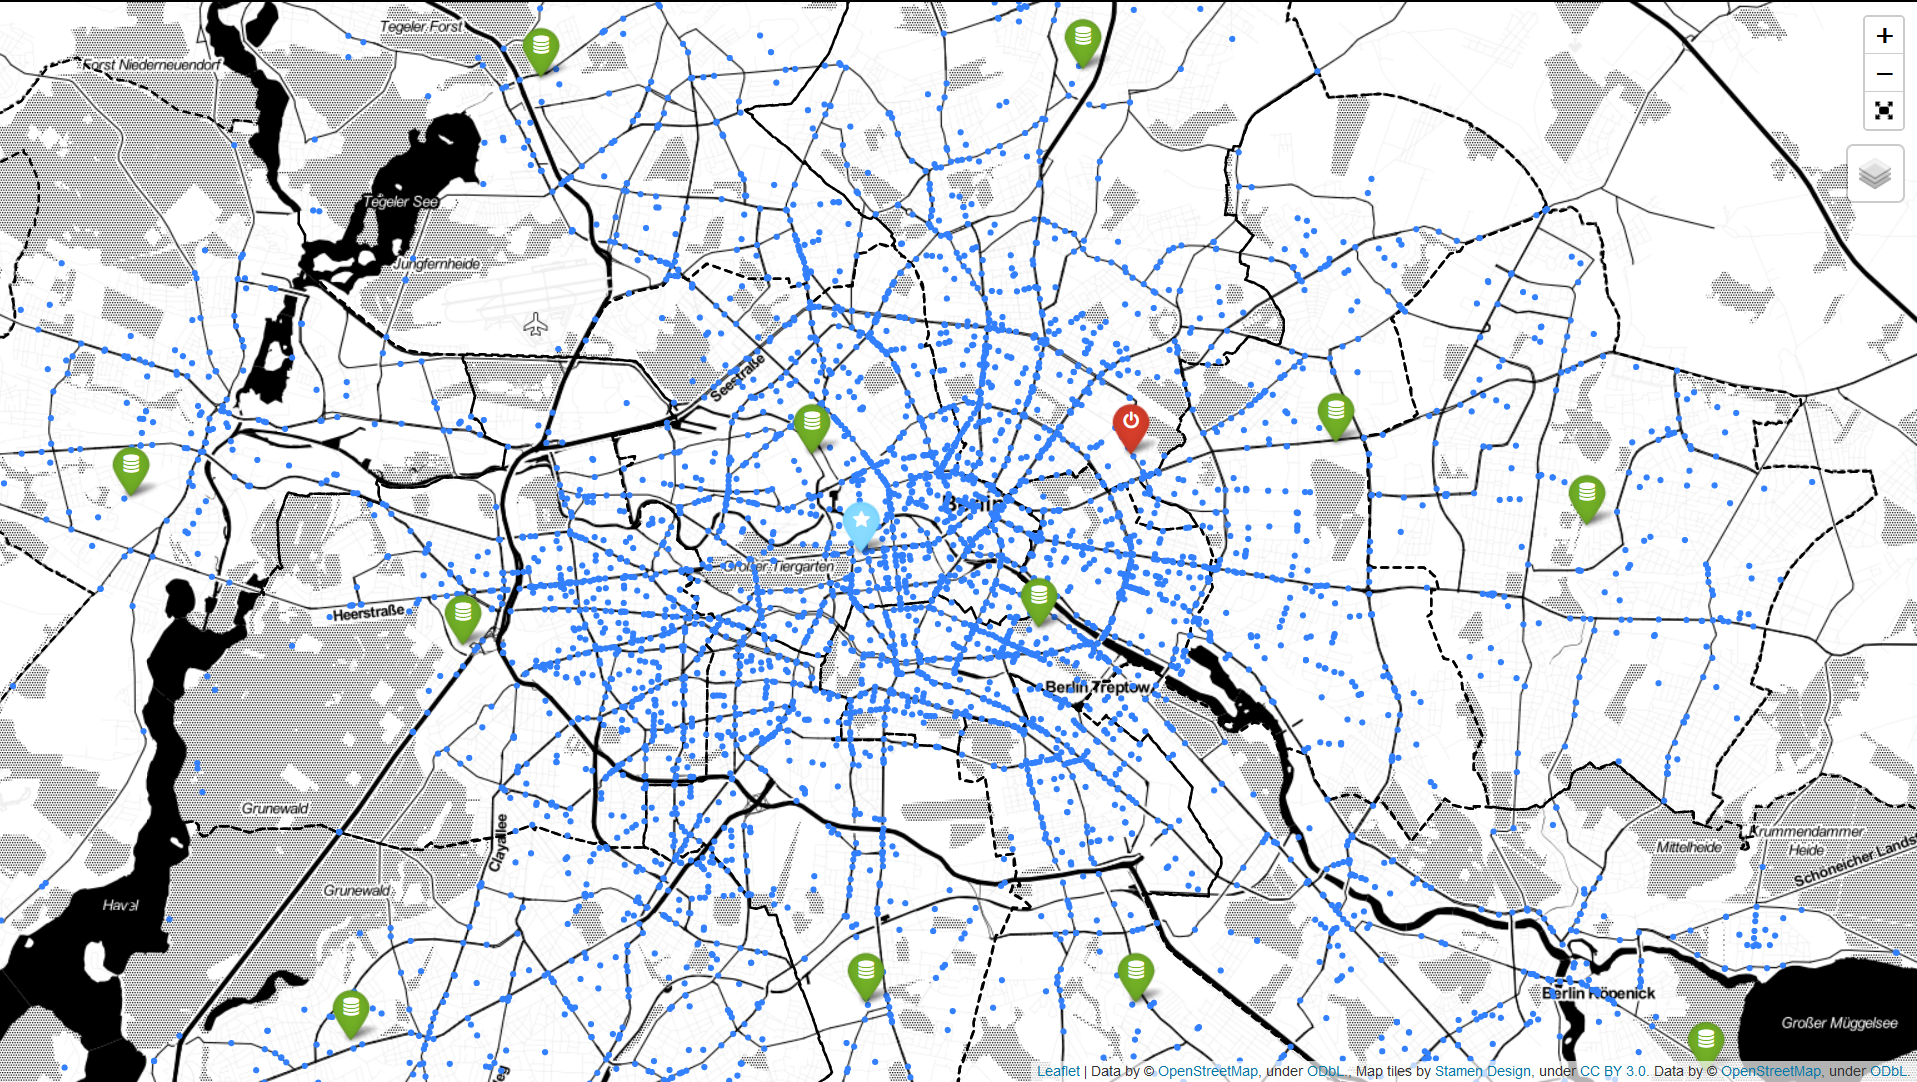 Tegeler Forst
Forst Niederneuendorf
+
−
Tegeler See
Jungfernheide
Seestraße
Berlin
Großer Tiergarten
Heerstraße
Berlin Treptow
Grunewald
Clayallee
Krummendammer
Heide
Mittelheide
Grunewald
Havel
Berlin Köpenick
Großer Müggelsee
Leaflet | Data by © OpenStreetMap, under ODbL. Map tiles by Stamen Design, under CC BY 3.0. Data by © OpenStreetMap, under ODbL.